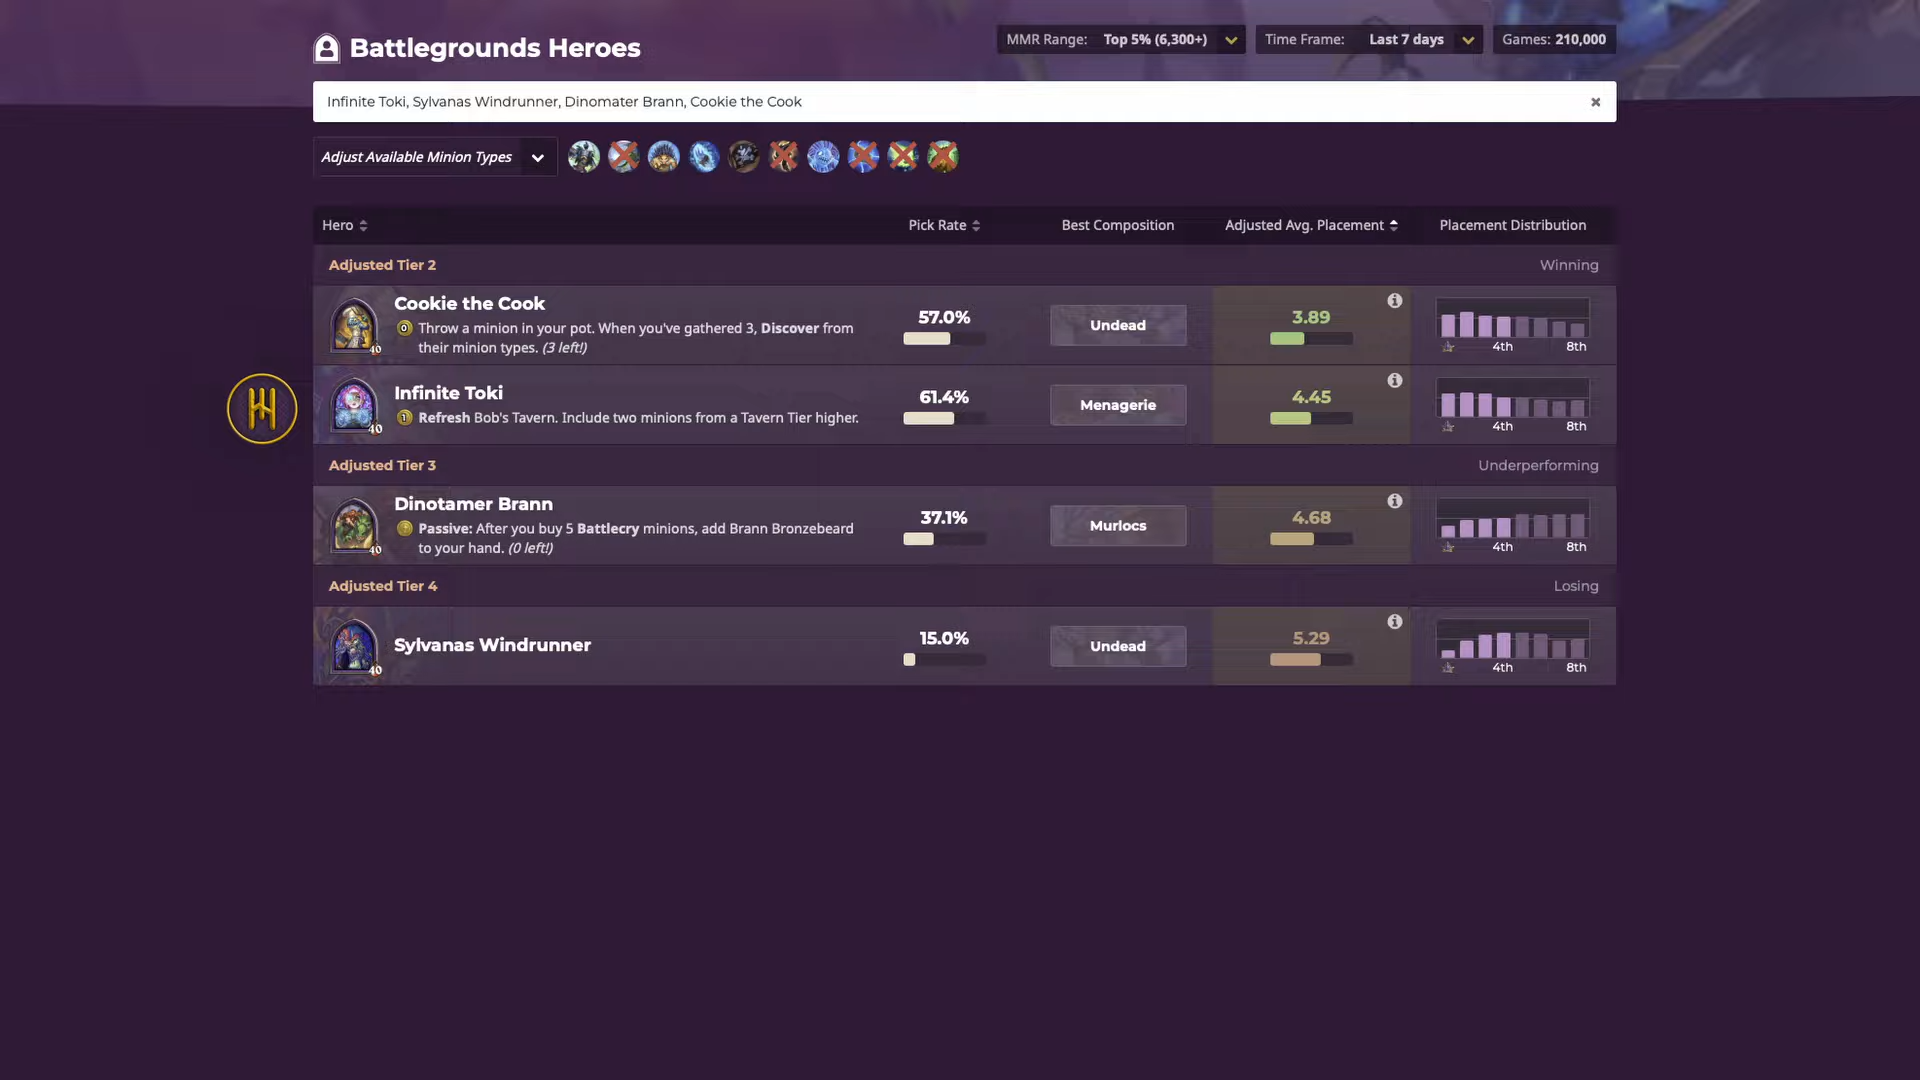 Battlegrounds Heroes
MMR Range: Top 5% (6,300+)
Time Frame: Last 7 days
Games: 210,000
Infinite Toki, Sylvanas Windrunner, Dinomater Brann, Cookie the Cook
Adjust Available Minion Types
Hero Pick Rate Best Composition Adjusted Avg. Placement Placement Distribution
Adjusted Tier 2 Winning
Cookie the Cook
0 Throw a minion in your pot. When you've gathered 3, Discover from
their minion types. (3 left!)
40
57.0%
Undead
3.89
4th 8th
Infinite Toki
1 Refresh Bob's Tavern. Include two minions from a Tavern Tier higher.
40
61.4%
Menagerie
4.45
4th 8th
Adjusted Tier 3 Underperforming
Dinotamer Brann
Passive: After you buy 5 Battlecry minions, add Brann Bronzebeard
to your hand. (0 left!)
40
37.1%
Murlocs
4.68
4th 8th
Adjusted Tier 4 Losing
Sylvanas Windrunner
40
15.0%
Undead
5.29
4th 8th